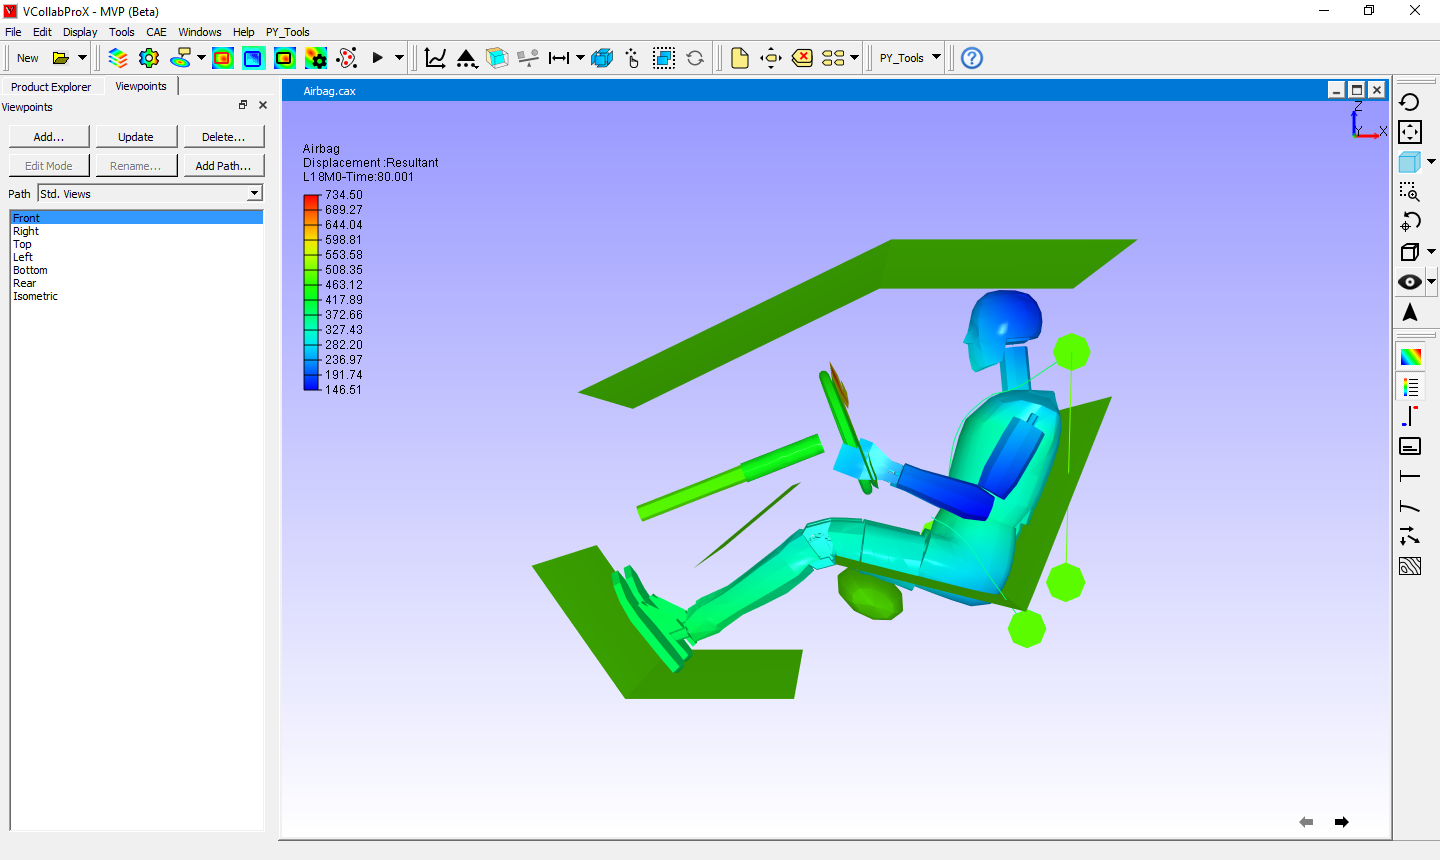 VCollabProX - MVP (Beta)
File Edit Display Tools CAE Windows Help PY_Tools
New PY_Tools
Product Explorer Viewpoints
Viewpoints
Add... Update Delete...
Edit Mode Rename... Add Path...
Path Std. Views
Front
Right
Top
Left
Bottom
Rear
Isometric
Airbag.cax
Z
Y X
Airbag
Displacement :Resultant
L18M0-Time:80.001
734.50
689.27
644.04
598.81
553.58
508.35
463.12
417.89
372.66
327.43
282.20
236.97
191.74
146.51